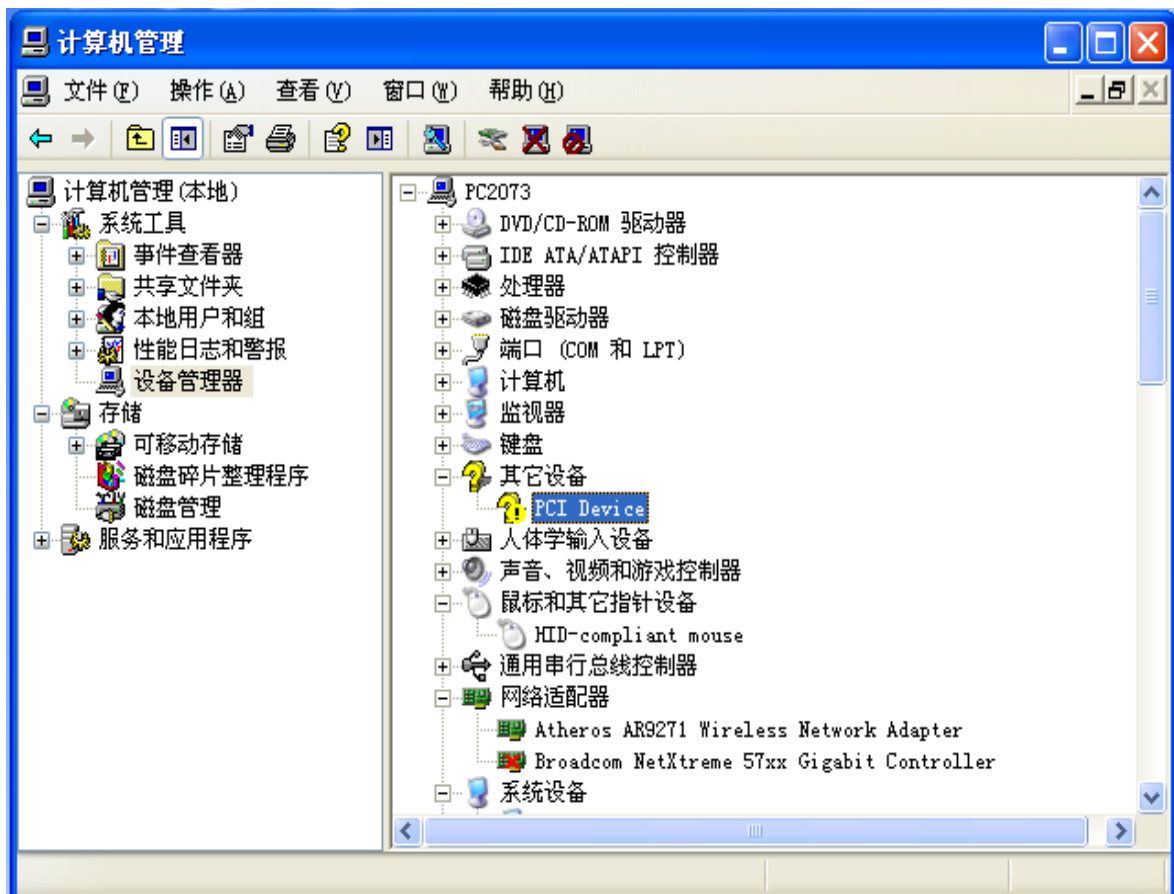 计算机管理
文件(F) 操作(A) 查看(V) 窗口(W) 帮助(H)
计算机管理(本地)
系统工具
事件查看器
共享文件夹
本地用户和组
性能日志和警报
设备管理器
存储
可移动存储
磁盘碎片整理程序
磁盘管理
服务和应用程序
PC2073
DVD/CD-ROM 驱动器
IDE ATA/ATAPI 控制器
处理器
磁盘驱动器
端口 (COM 和 LPT)
计算机
监视器
键盘
其它设备
PCI Device
人体学输入设备
声音、视频和游戏控制器
鼠标和其它指针设备
HID-compliant mouse
通用串行总线控制器
网络适配器
Atheros AR9271 Wireless Network Adapter
Broadcom NetXtreme 57xx Gigabit Controller
系统设备